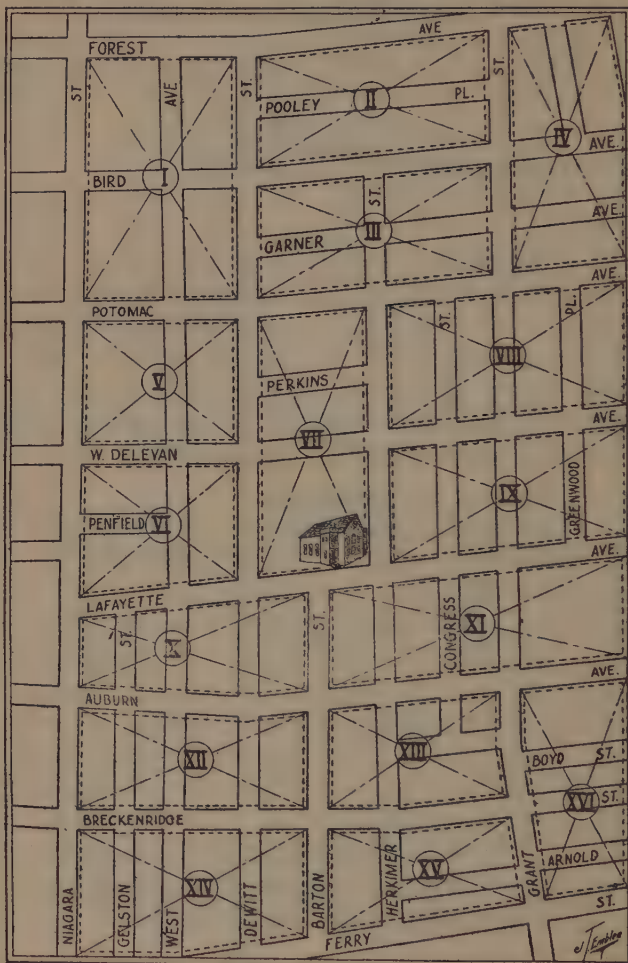 FOREST AVE
ST
AVE
ST.
ST.
POOLEY PL.
II
IV
AVE.
BIRD
I
ST.
AVE.
GARNER
III
AVE.
POTOMAC
ST.
PL.
VIII
V
PERKINS
AVE.
VII
W. DELEVAN
IX
GREENWOOD
PENFIELD
VI
AVE.
LAFAYETTE
ST.
ST.
X
CONGRESS
XI
AVE.
AUBURN
XII
XIII
BOYD ST.
XVI
ST.
BRECKENRIDGE
ARNOLD
XIV
XV
NIAGARA
GELSTON
WEST
DEWITT
BARTON
HERKIMER
GRANT
ST.
FERRY